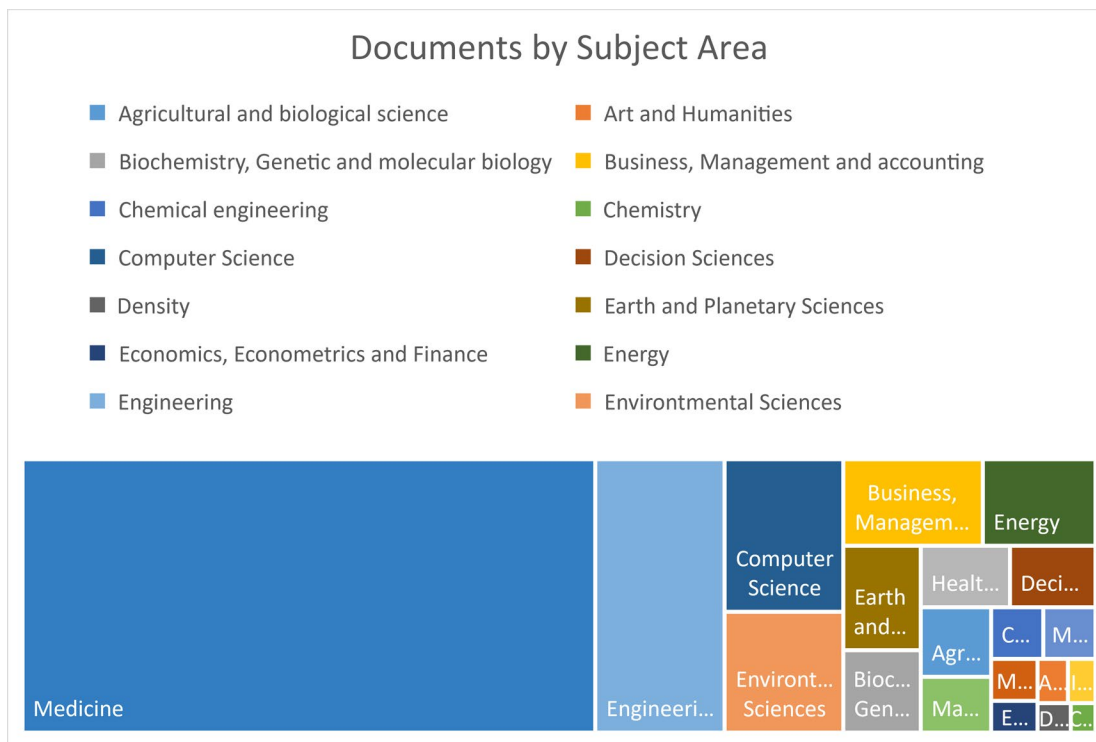 Documents by Subject Area
Agricultural and biological science
Art and Humanities
Biochemistry, Genetic and molecular biology
Business, Management and accounting
Chemical engineering
Chemistry
Computer Science
Decision Sciences
Density
Earth and Planetary Sciences
Economics, Econometrics and Finance
Energy
Engineering
Environtmental Sciences
Medicine
Engineeri...
Computer
Science
Environt...
Sciences
Business,
Managem...
Energy
Earth
and...
Healt...
Deci...
Bioc...
Gen...
Agr...
Ma...
C...
M...
M...
A...
I...
E...
D...
C...